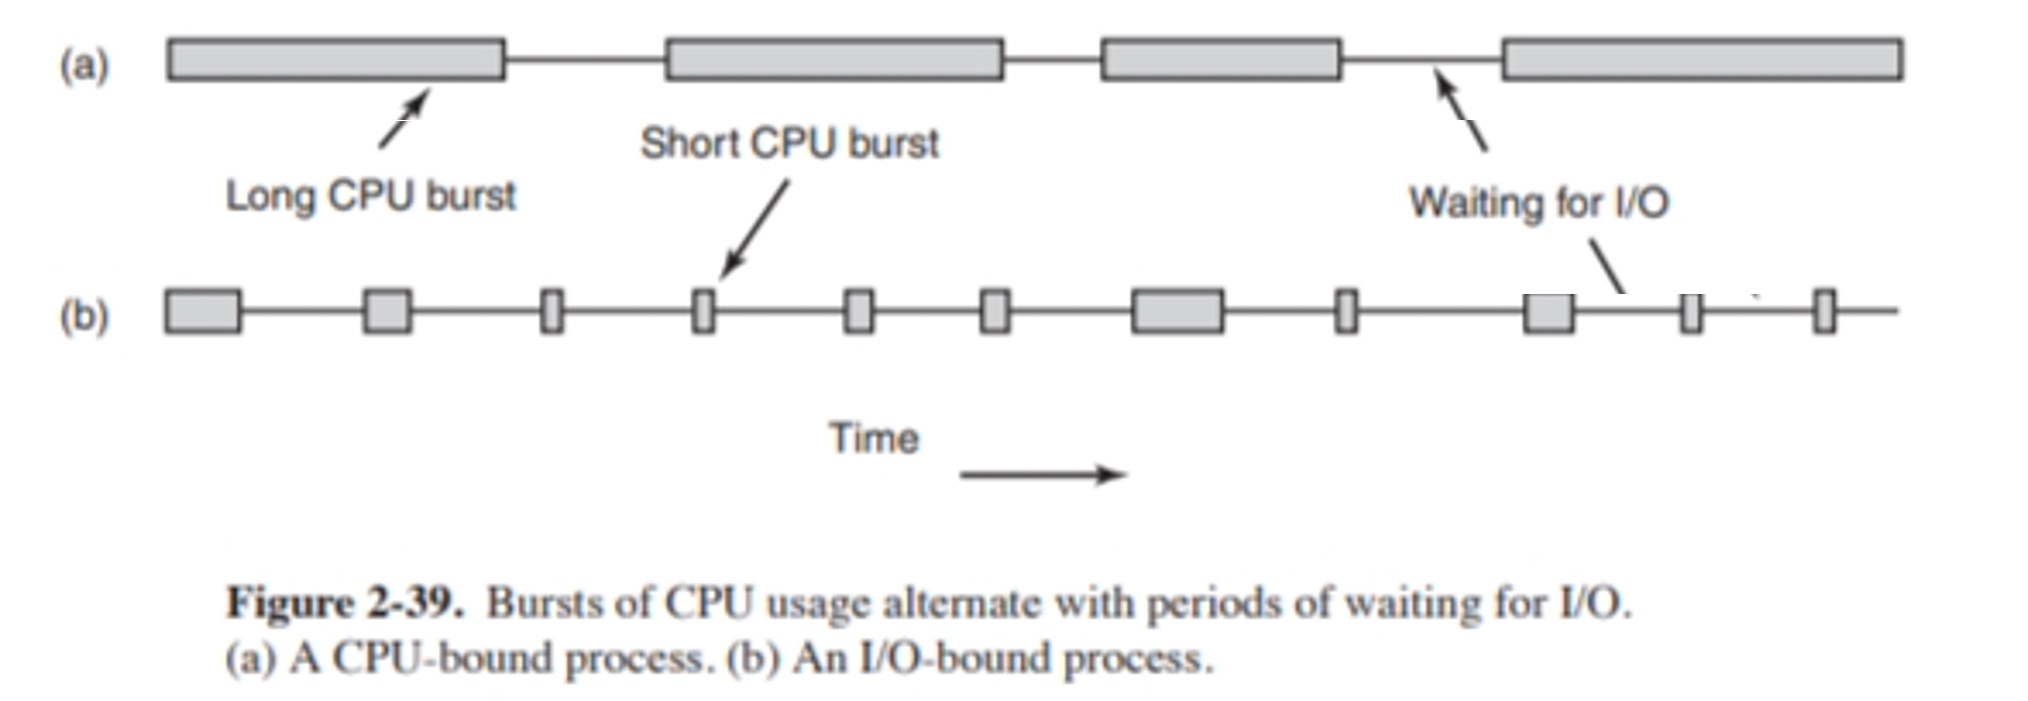 (a)
Short CPU burst
Long CPU burst
Waiting for I/O
(b)
Time
Figure 2-39. Bursts of CPU usage alternate with periods of waiting for I/O.
(a) A CPU-bound process. (b) An I/O-bound process.